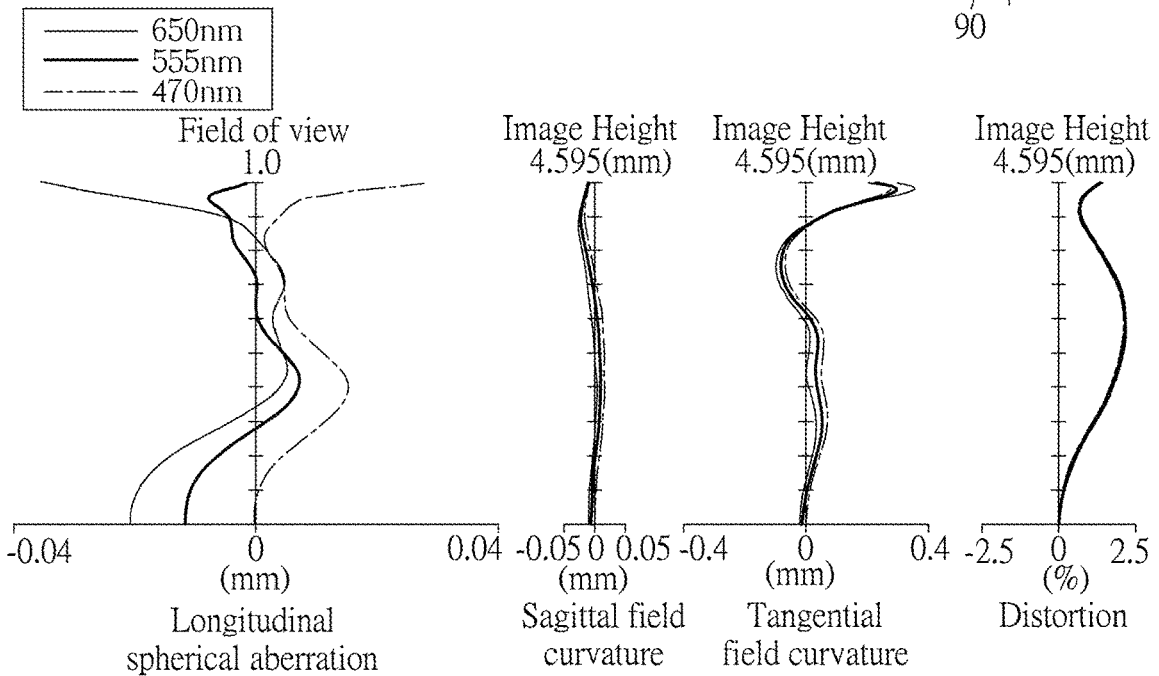 90
650nm
555nm
470nm
Field of view
1.0
Image Height
4.595(mm)
Image Height
4.595(mm)
Image Height
4.595(mm)
-0.04 0 0.04
(mm)
Longitudinal
spherical aberration
-0.05 0 0.05
(mm)
Sagittal field
curvature
-0.4 0 0.4
(mm)
Tangential
field curvature
-2.5 0 2.5
(%)
Distortion